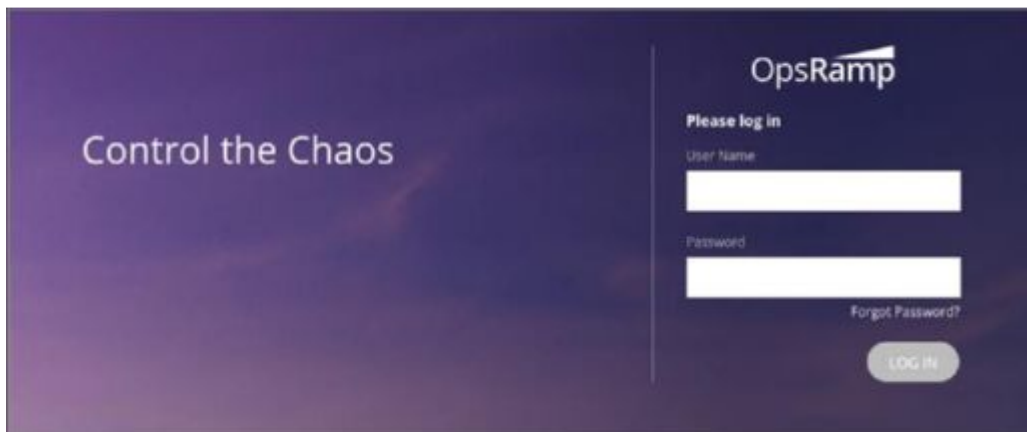 Control the Chaos
OpsRamp
Please log in
User Name
Password
Forgot Password?
LOG IN